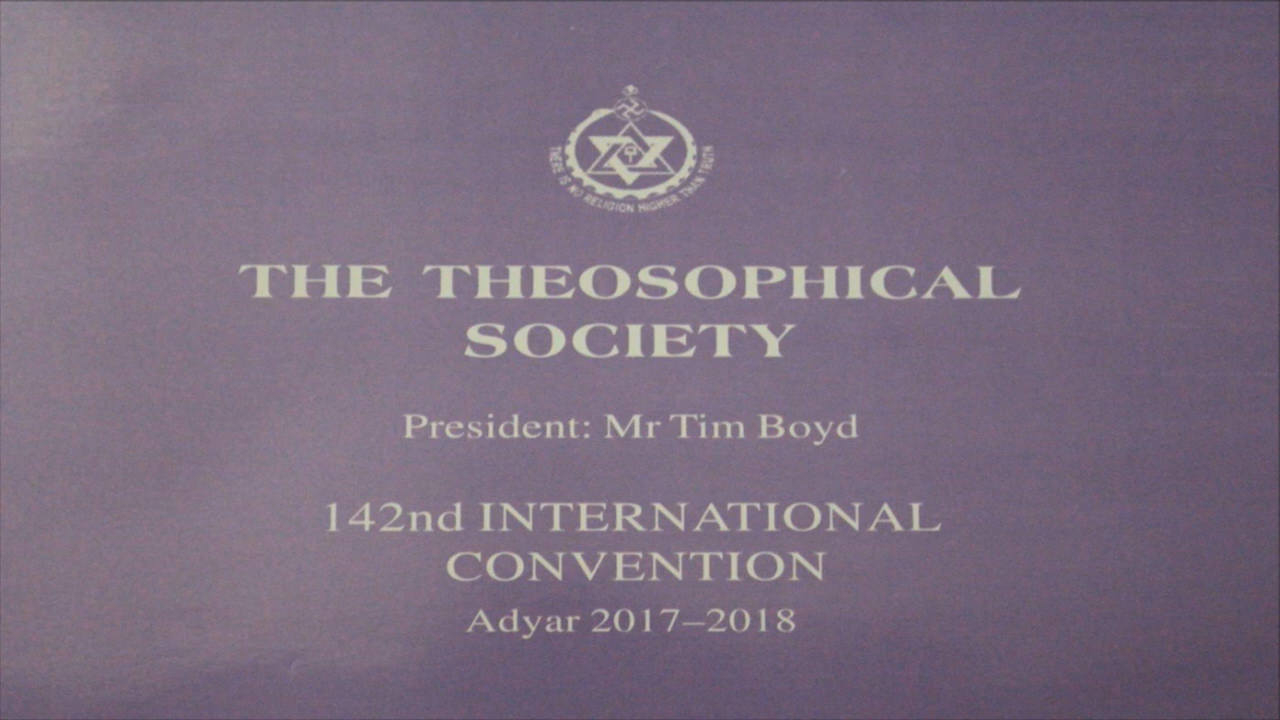 THERE IS NO RELIGION HIGHER THAN TRUTH
THE THEOSOPHICAL
SOCIETY
President: Mr Tim Boyd
142nd INTERNATIONAL
CONVENTION
Adyar 2017–2018